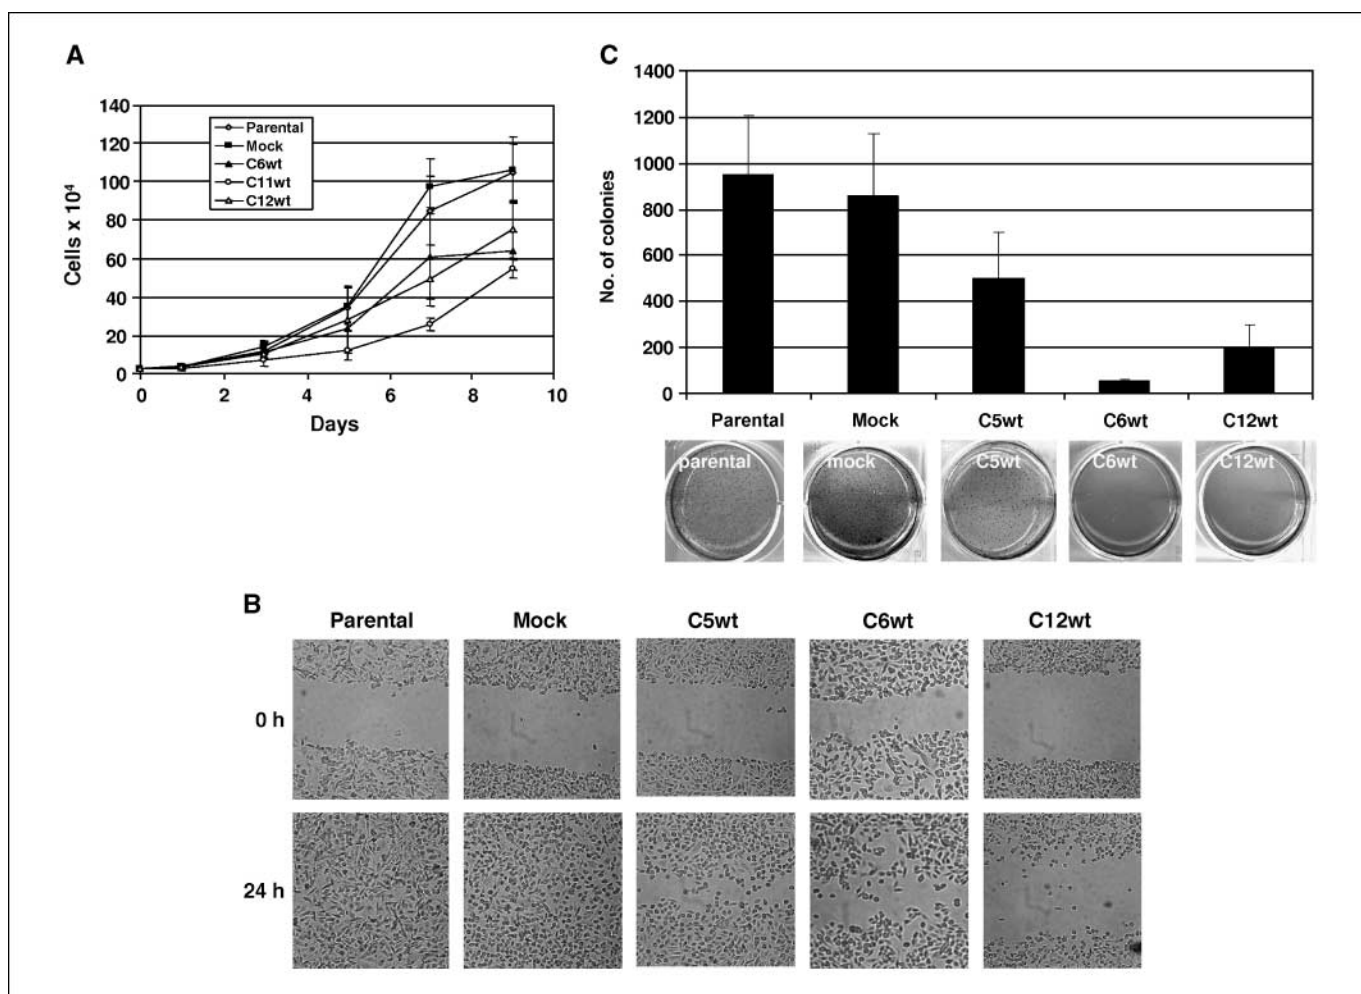 A
140
120
100
80
60
40
20
0
Cells x 10⁴
Parental
Mock
C6wt
C11wt
C12wt
0 2 4 6 8 10
Days
C
1400
1200
1000
800
600
400
200
0
No. of colonies
Parental Mock C5wt C6wt C12wt
parental mock C5wt C6wt C12wt
B
Parental Mock C5wt C6wt C12wt
0 h
24 h